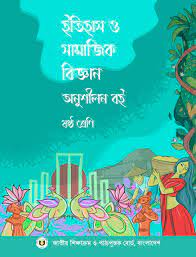 ইতিহাস ও
সামাজিক
বিজ্ঞান
অনুশীলন বই
ষষ্ঠ শ্রেণি
জাতীয় শিক্ষাক্রম ও পাঠ্যপুস্তক বোর্ড, বাংলাদেশ